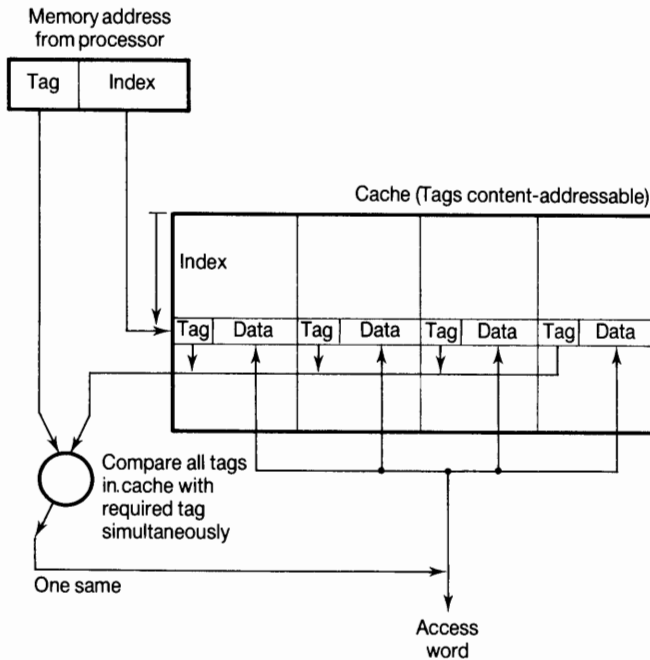 Memory address
from processor
Tag Index
Cache (Tags content-addressable)
Index
Tag Data Tag Data Tag Data Tag Data
Compare all tags
in.cache with
required tag
simultaneously
One same
Access
word